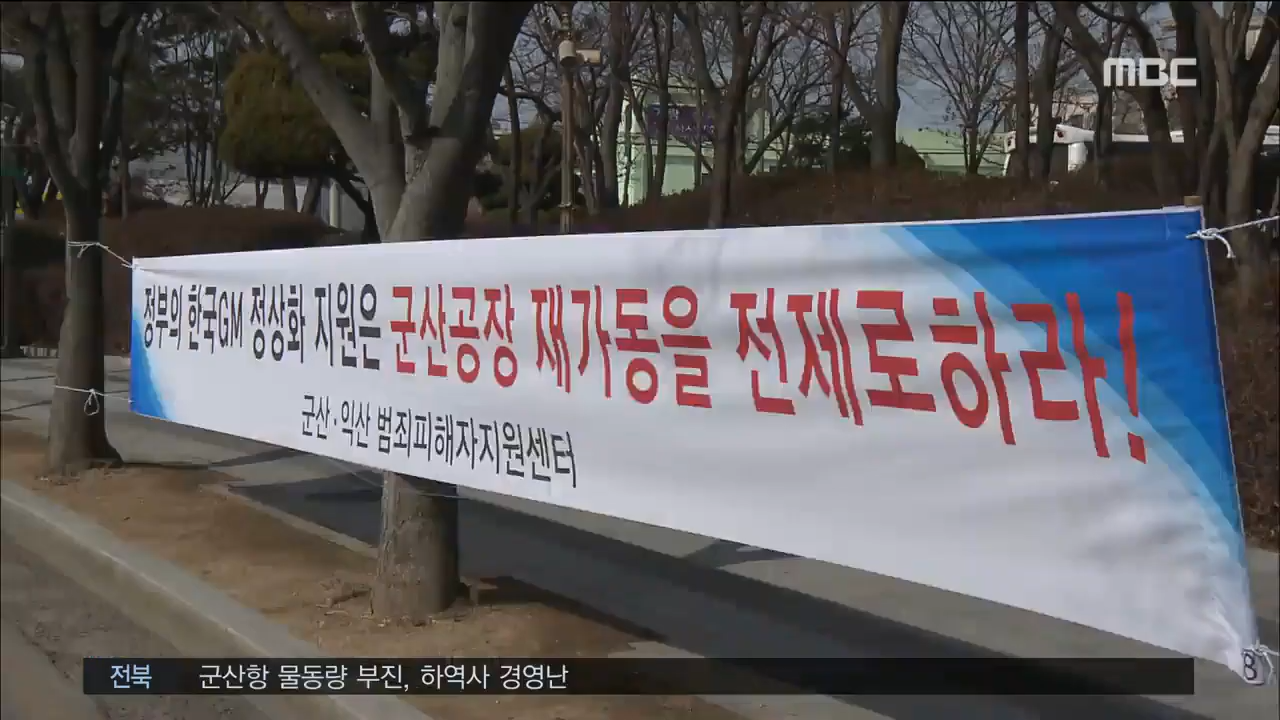 MBC
정부의 한국GM 정상화 지원은 군산공장 재가동을 전제로하라!
군산·익산 범죄피해자지원센터
전북 군산항 물동량 부진, 하역사 경영난